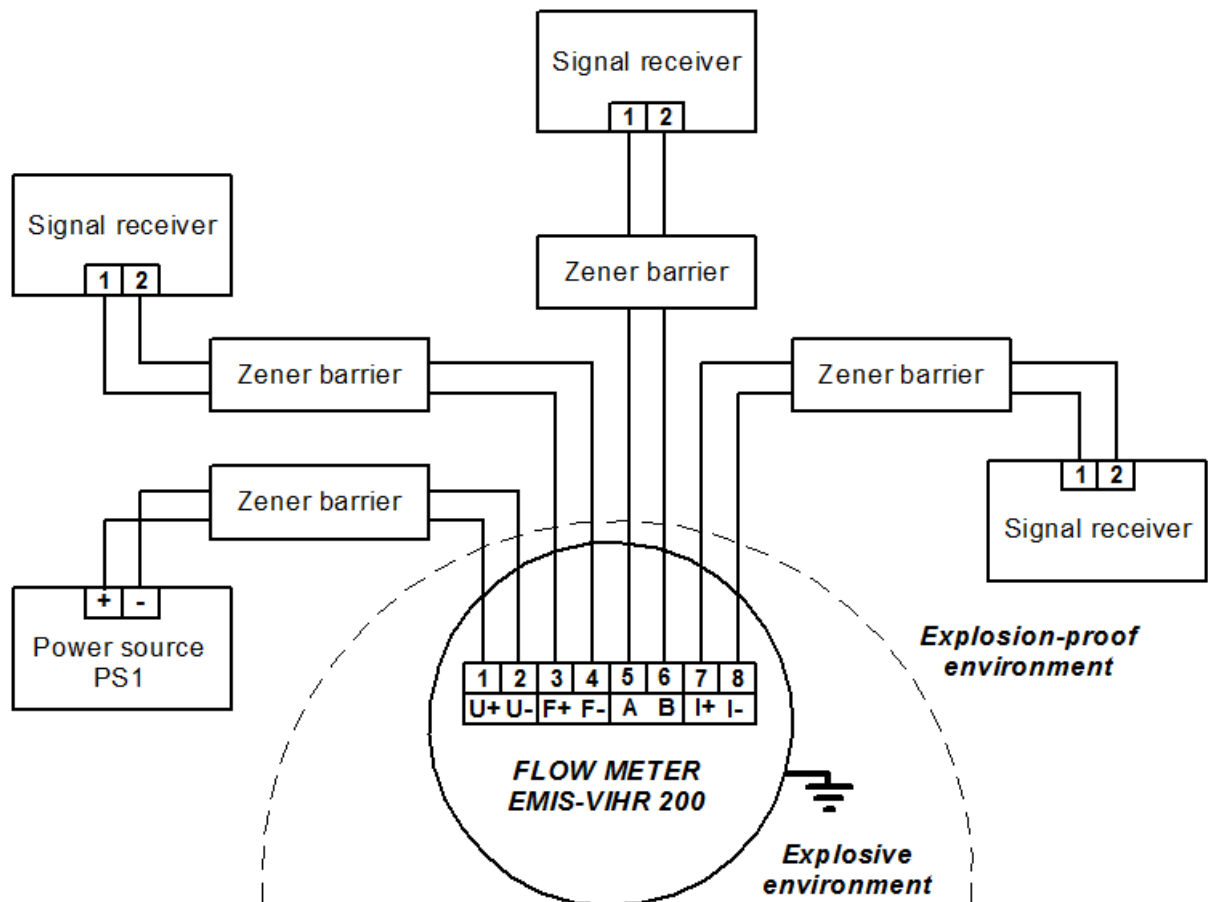 Signal receiver
1 2
Signal receiver
1 2
Zener barrier
Zener barrier
Zener barrier
Zener barrier
1 2
Signal receiver
+ -
Power source
PS1
Explosion-proof
environment
1 2 3 4 5 6 7 8
U+ U- F+ F- A B I+ I-
FLOW METER
EMIS-VIHR 200
Explosive
environment